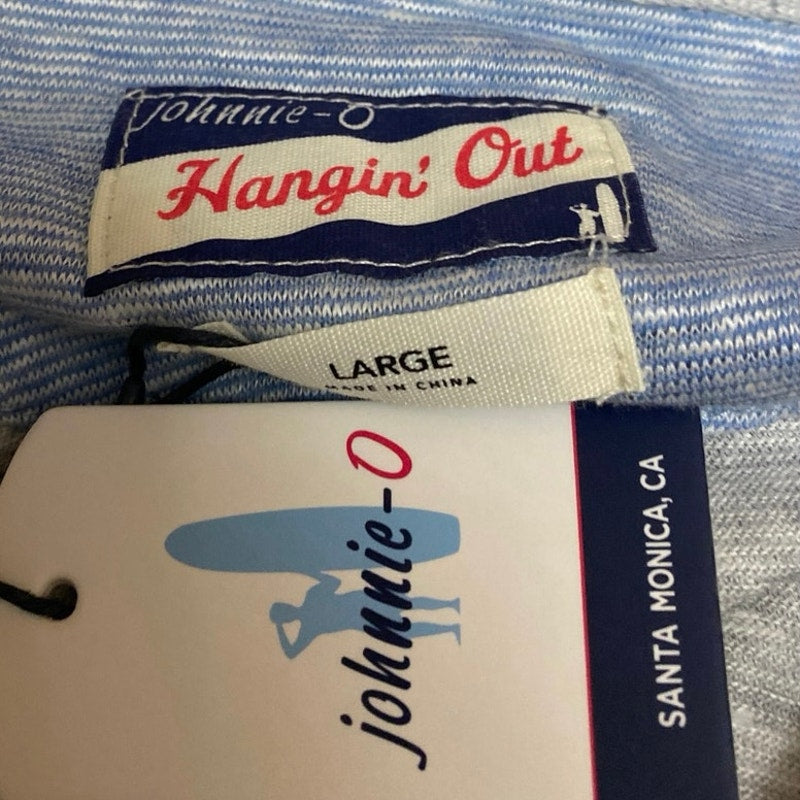 johnnie-O
Hangin' Out
LARGE
MADE IN CHINA
johnnie-O
SANTA MONICA, CA